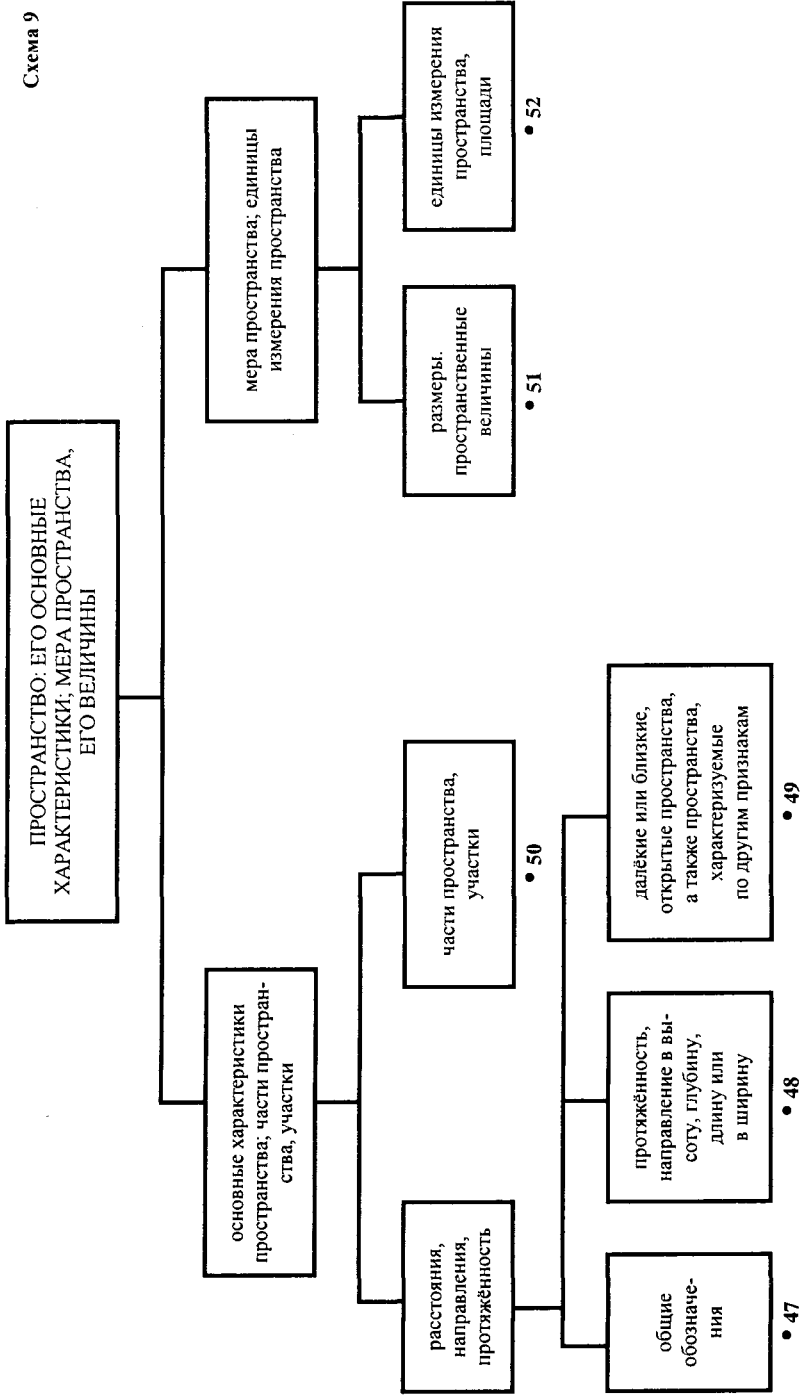 Схема 9
ПРОСТРАНСТВО: ЕГО ОСНОВНЫЕ
ХАРАКТЕРИСТИКИ; МЕРА ПРОСТРАНСТВА,
ЕГО ВЕЛИЧИНЫ
основные характеристики
пространства; части простран-
ства, участки
мера пространства; единицы
измерения пространства
расстояния,
направления,
протяжённость
части пространства,
участки
• 50
размеры.
пространственные
величины
• 51
единицы измерения
пространства,
площади
• 52
общие
обозначе-
ния
• 47
протяжённость,
направление в вы-
соту, глубину,
длину или
в ширину
• 48
далёкие или близкие,
открытые пространства,
а также пространства,
характеризуемые
по другим признакам
• 49